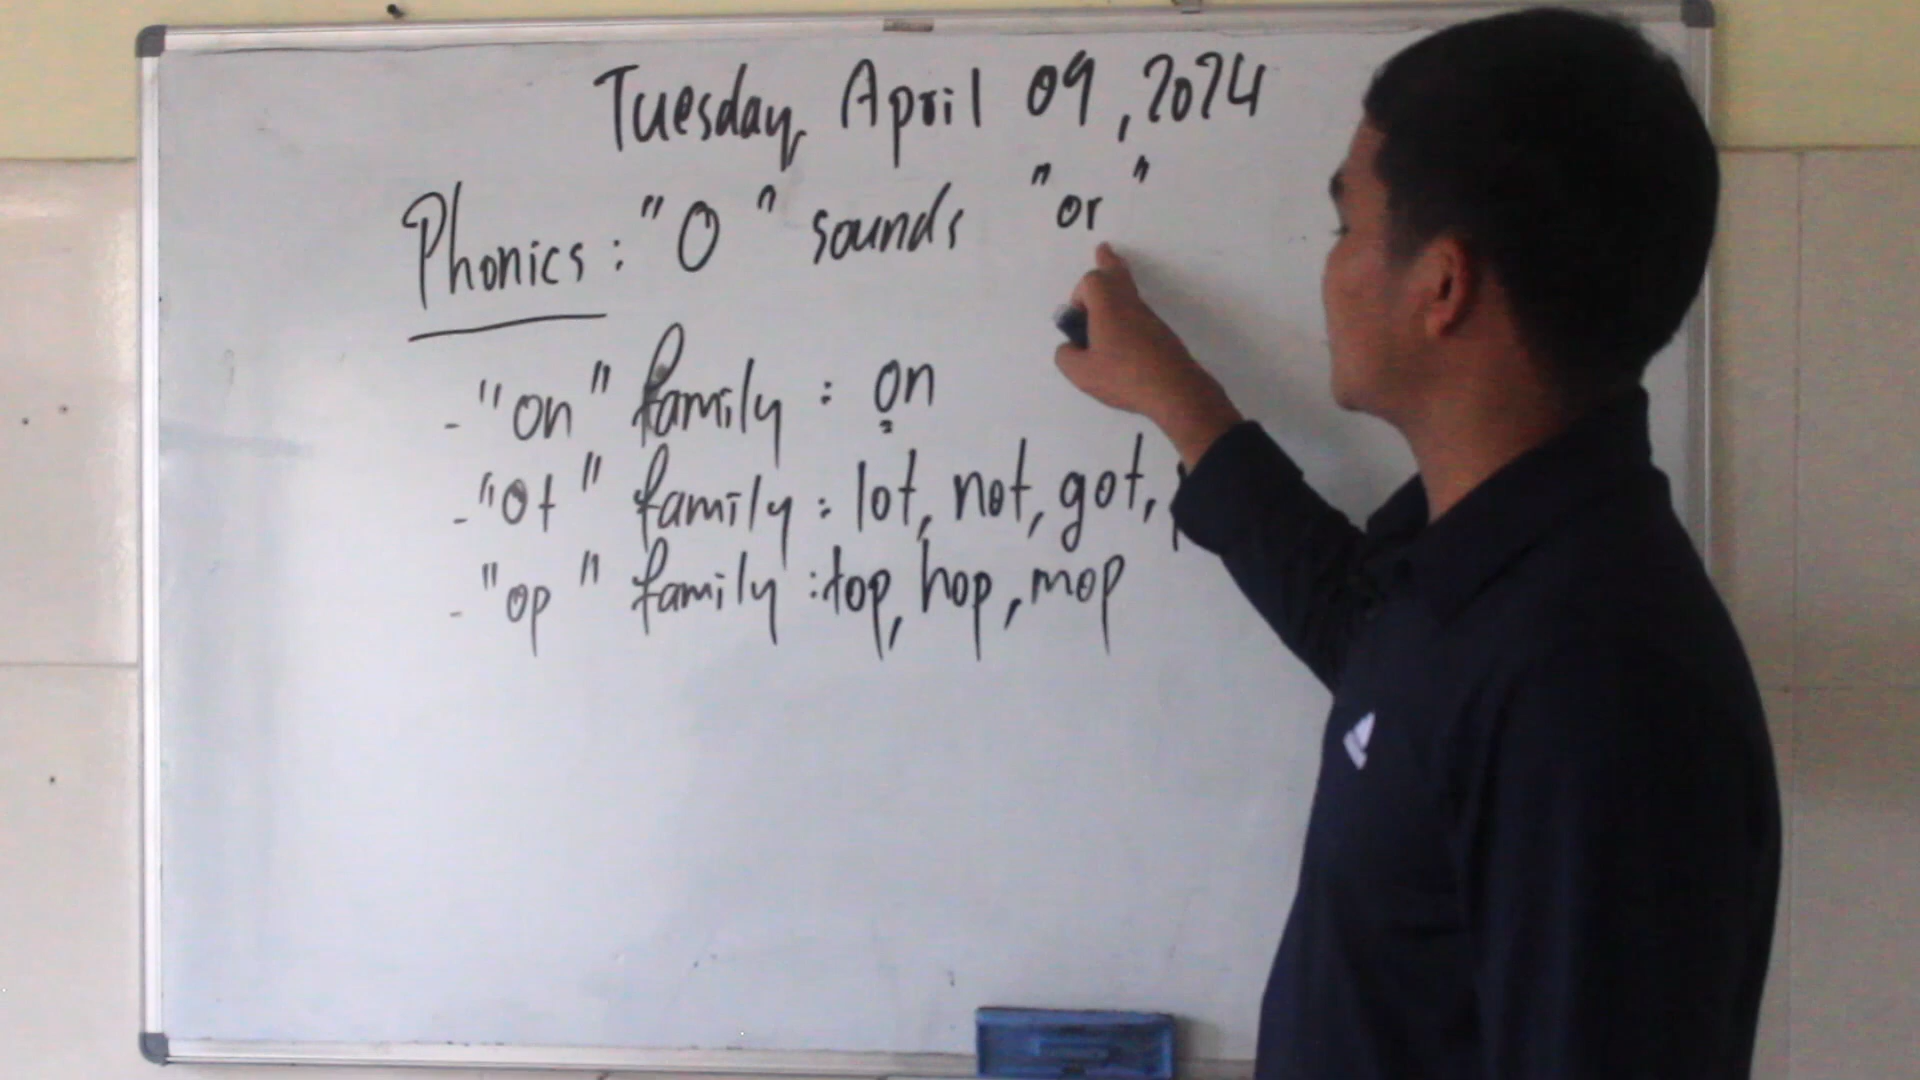 Tuesday, April 09, 2024
Phonics: "O" sounds "or"
- "on" family: on
- "ot" family: lot, not, got,
- "op" family: top, hop, mop